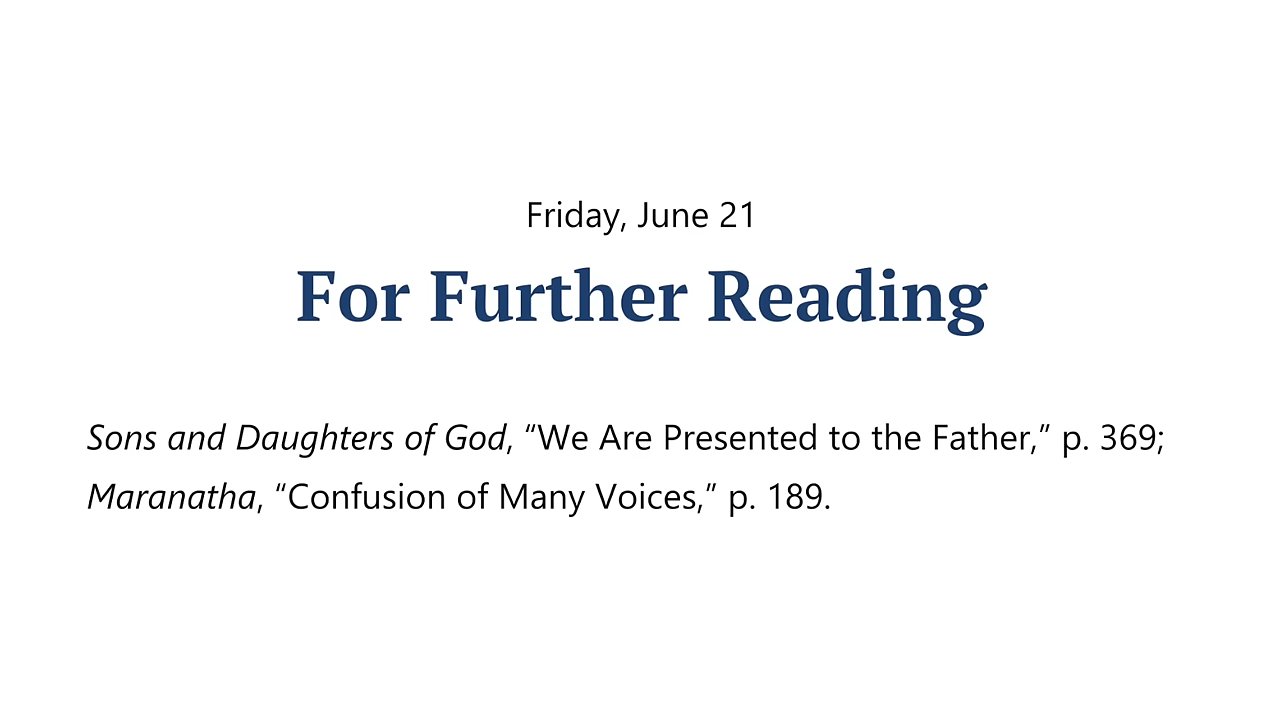 Friday, June 21
For Further Reading
Sons and Daughters of God, “We Are Presented to the Father,” p. 369;
Maranatha, “Confusion of Many Voices,” p. 189.